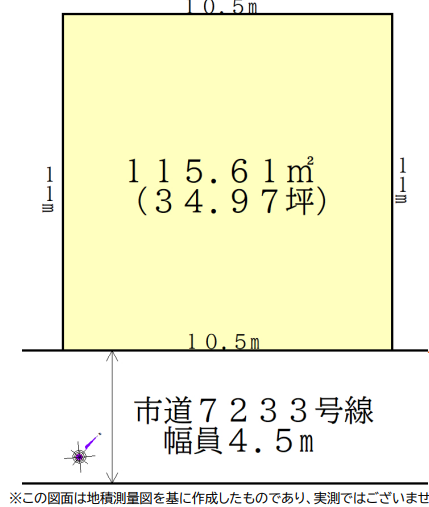 10.5m
115.61㎡
(34.97坪)
11m
11m
10.5m
市道7233号線
幅員4.5m
※この図面は地積測量図を基に作成したものであり、実測ではございませ